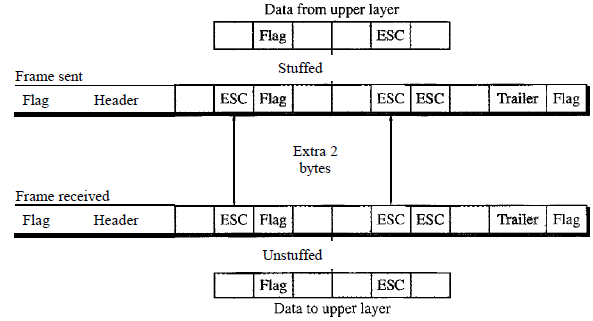 Data from upper layer
Flag ESC
Stuffed
Frame sent
Flag Header ESC Flag ESC ESC Trailer Flag
Extra 2
bytes
Frame received
Flag Header ESC Flag ESC ESC Trailer Flag
Unstuffed
Flag ESC
Data to upper layer